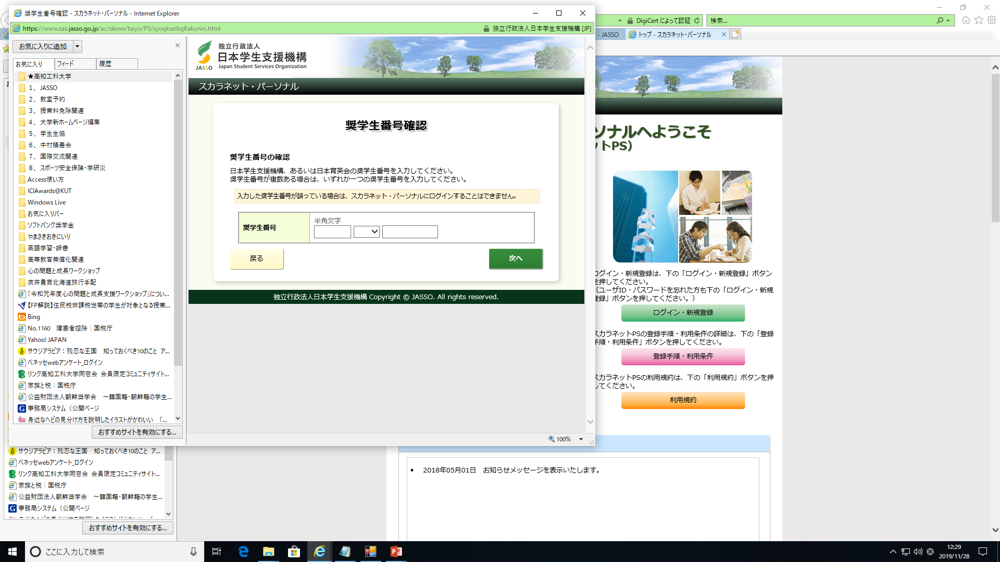 奨学生番号確認 - スカラネット・パーソナル - Internet Explorer
https://www.sas.jasso.go.jp/ac/demo/taiyo/PS/syogkseibgKakunin.html
独立行政法人日本学生支援機構 [JP]
DigiCert によって認証
検索...
- JASSO
トップ - スカラネット・パーソナル
お気に入りに追加
お気に入り
フィード
履歴
★高知工科大学
１．JASSO
２．教室予約
３．授業料免除関連
４．大学新ホームページ編集
５．学生生協
６．中村積善会
７．国際交流関連
８．スポーツ安全保険・学研災
Access使い方
ICIAwards@KUT
Windows Live
お気に入りバー
ソフトバンク奨学金
やまさきおきにいり
英語学習・辞書
高等教育無償化関連
心の問題と成長ワークショップ
廣井勇賞北海道旅行手配
「令和元年度心の問題と成長支援ワークショップ」につい...
【FP解説】住民税非課税世帯の学生が対象となる授業...
Bing
No.1160　障害者控除｜国税庁
Yahoo! JAPAN
サウジアラビア：残忍な王国　知っておくべき10のこと ア...
ベネッセwebアンケート_ログイン
リンク高知工科大学同窓会 会員限定コミュニティサイト...
家族と税｜国税庁
公益財団法人朝鮮奨学会　～韓国籍・朝鮮籍の学生...
事務局システム（公開ページ
身近なヘビの見分け方を説明したイラストがかわいい　「...
おすすめサイトを有効にする...
独立行政法人
日本学生支援機構
Japan Student Services Organization
JASSO
スカラネット・パーソナル
奨学生番号確認
奨学生番号の確認
日本学生支援機構、あるいは日本育英会の奨学生番号を入力してください。
奨学生番号が複数ある場合は、いずれか一つの奨学生番号を入力してください。
入力した奨学生番号が誤っている場合は、スカラネット・パーソナルにログインすることはできません。
奨学生番号
半角文字
戻る
次へ
独立行政法人日本学生支援機構 Copyright © JASSO. All rights reserved.
100%
ソナルへようこそ
ットPS)
ログイン・新規登録は、下の「ログイン・新規登録」ボタン
を押してください。
（ユーザID・パスワードを忘れた方も下の「ログイン・新規
登録」ボタンを押してください。）
ログイン・新規登録
スカラネットPSの登録手順・利用条件の詳細は、下の「登録
手順・利用条件」ボタンを押してください。
登録手順・利用条件
スカラネットPSの利用規約は、下の「利用規約」ボタンを押
してください。
利用規約
• 2018年05月01日　お知らせメッセージを表示いたします。
サウジアラビア：残忍な王国　知っておくべき10のこと ア...
ベネッセwebアンケート_ログイン
リンク高知工科大学同窓会 会員限定コミュニティサイト...
家族と税｜国税庁
公益財団法人朝鮮奨学会　～韓国籍・朝鮮籍の学生...
事務局システム（公開ページ
おすすめサイトを有効にする...
ここに入力して検索
12:29
2019/11/28